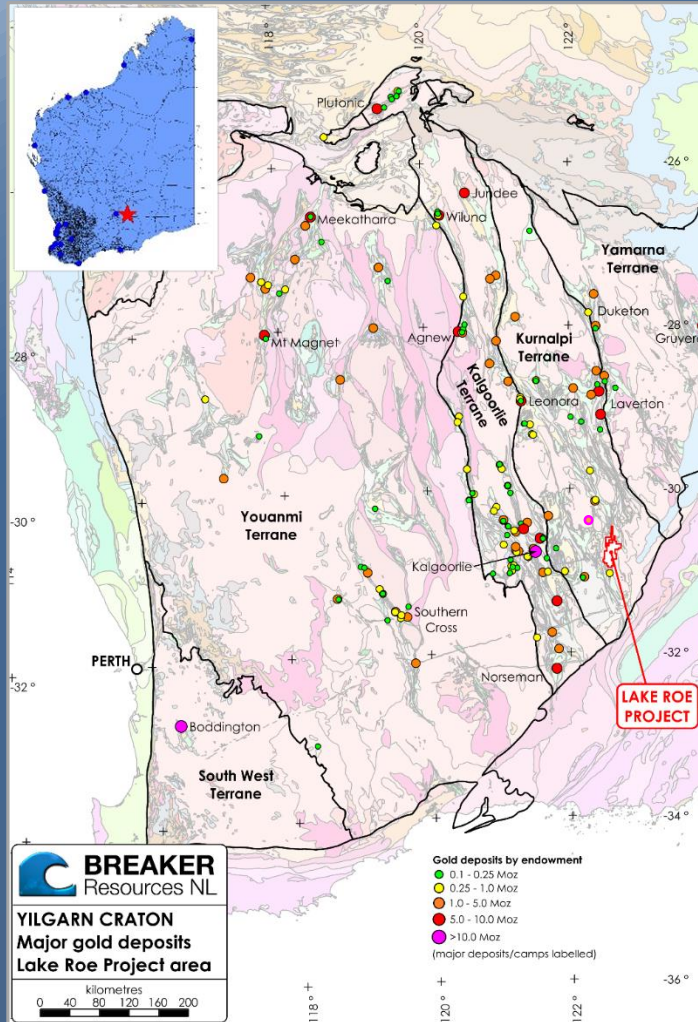 118 °
120 °
122 °
Plutonic
-26 °
Jundee
Meekatharra
Wiluna
Yamarna
Terrane
Duketon
Kurnalpi
Terrane
Gruyere
-28 °
Mt Magnet
Agnew
-28 °
Kalgoorlie
Terrane
Leonora
Laverton
-30 °
Youanmi
Terrane
-30 °
Kalgoorlie
Southern
Cross
PERTH
-32 °
-32 °
Norseman
LAKE ROE
PROJECT
Boddington
South West
Terrane
-34 °
BREAKER
Resources NL
YILGARN CRATON
Major gold deposits
Lake Roe Project area
kilometres
0 40 80 120 160 200
Gold deposits by endowment
0.1 - 0.25 Moz
0.25 - 1.0 Moz
1.0 - 5.0 Moz
5.0 - 10.0 Moz
>10.0 Moz
(major deposits/camps labelled)
-36 °
118 °
120 °
122 °